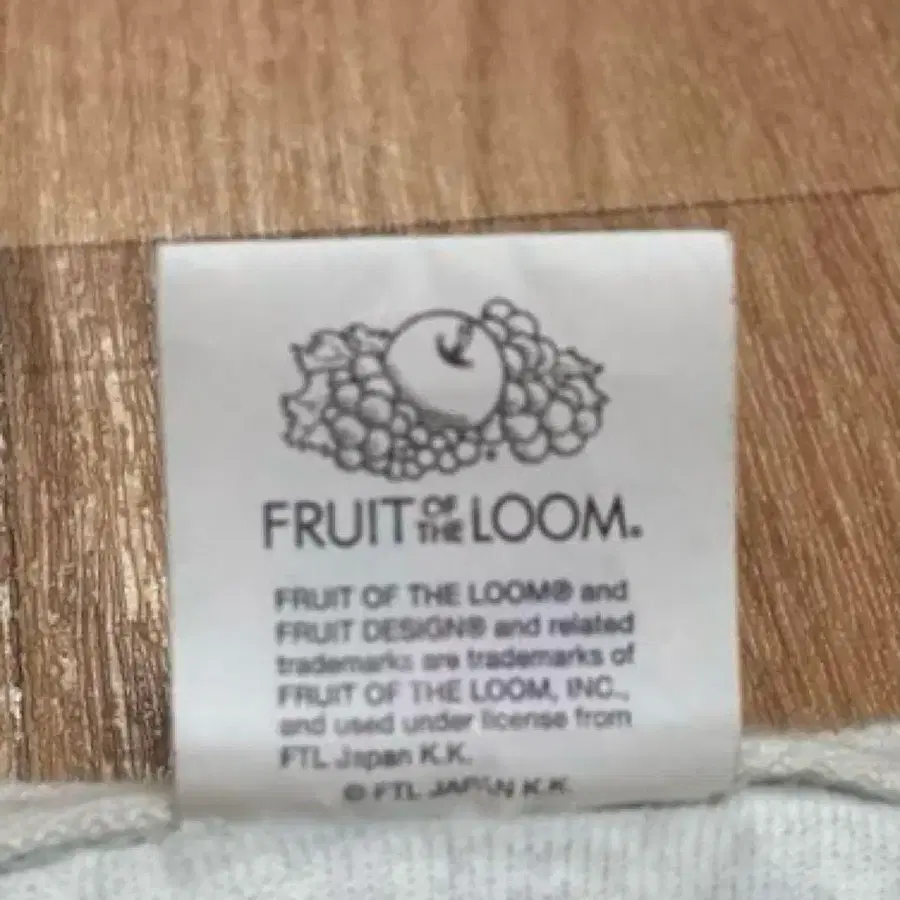 FRUIT OF THE LOOM®
FRUIT OF THE LOOM® and
FRUIT DESIGN® and related
trademarks are trademarks of
FRUIT OF THE LOOM, INC.,
and used under license from
FTL Japan K.K.
© FTL JAPAN K.K.